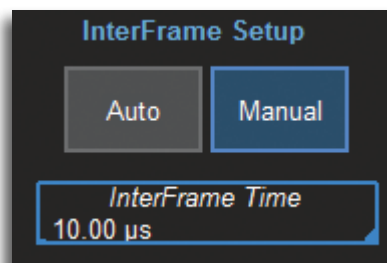 InterFrame Setup
Auto
Manual
InterFrame Time
10.00 µs